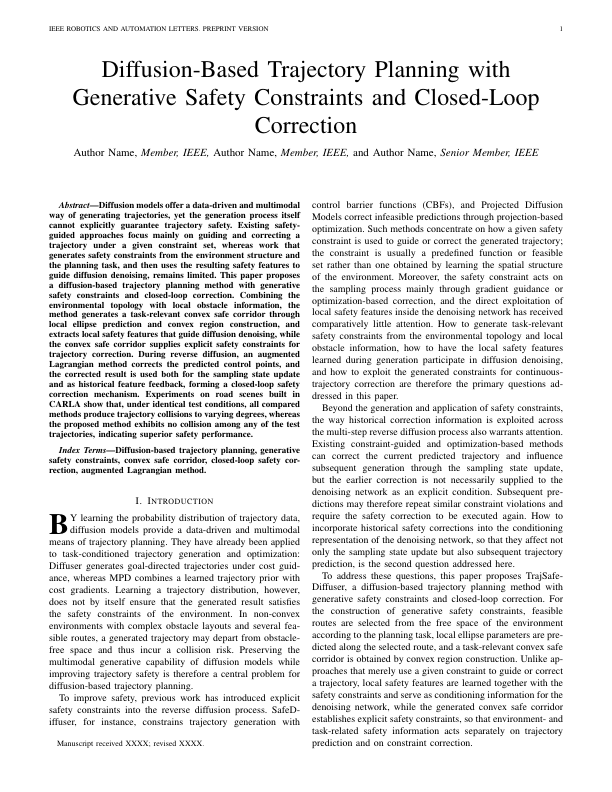 IEEE ROBOTICS AND AUTOMATION LETTERS. PREPRINT VERSION
1
Diffusion-Based Trajectory Planning with
Generative Safety Constraints and Closed-Loop
Correction
Author Name, Member, IEEE, Author Name, Member, IEEE, and Author Name, Senior Member, IEEE
Abstract—Diffusion models offer a data-driven and multimodal
way of generating trajectories, yet the generation process itself
cannot explicitly guarantee trajectory safety. Existing safety-
guided approaches focus mainly on guiding and correcting a
trajectory under a given constraint set, whereas work that
generates safety constraints from the environment structure and
the planning task, and then uses the resulting safety features to
guide diffusion denoising, remains limited. This paper proposes
a diffusion-based trajectory planning method with generative
safety constraints and closed-loop correction. Combining the
environmental topology with local obstacle information, the
method generates a task-relevant convex safe corridor through
local ellipse prediction and convex region construction, and
extracts local safety features that guide diffusion denoising, while
the convex safe corridor supplies explicit safety constraints for
trajectory correction. During reverse diffusion, an augmented
Lagrangian method corrects the predicted control points, and
the corrected result is used both for the sampling state update
and as historical feature feedback, forming a closed-loop safety
correction mechanism. Experiments on road scenes built in
CARLA show that, under identical test conditions, all compared
methods produce trajectory collisions to varying degrees, whereas
the proposed method exhibits no collision among any of the test
trajectories, indicating superior safety performance.
Index Terms—Diffusion-based trajectory planning, generative
safety constraints, convex safe corridor, closed-loop safety cor-
rection, augmented Lagrangian method.
I. INTRODUCTION
BY learning the probability distribution of trajectory data,
diffusion models provide a data-driven and multimodal
means of trajectory planning. They have already been applied
to task-conditioned trajectory generation and optimization:
Diffuser generates goal-directed trajectories under cost guid-
ance, whereas MPD combines a learned trajectory prior with
cost gradients. Learning a trajectory distribution, however,
does not by itself ensure that the generated result satisfies
the safety constraints of the environment. In non-convex
environments with complex obstacle layouts and several fea-
sible routes, a generated trajectory may depart from obstacle-
free space and thus incur a collision risk. Preserving the
multimodal generative capability of diffusion models while
improving trajectory safety is therefore a central problem for
diffusion-based trajectory planning.
To improve safety, previous work has introduced explicit
safety constraints into the reverse diffusion process. SafeD-
iffuser, for instance, constrains trajectory generation with
Manuscript received XXXX; revised XXXX.
control barrier functions (CBFs), and Projected Diffusion
Models correct infeasible predictions through projection-based
optimization. Such methods concentrate on how a given safety
constraint is used to guide or correct the generated trajectory;
the constraint is usually a predefined function or feasible
set rather than one obtained by learning the spatial structure
of the environment. Moreover, the safety constraint acts on
the sampling process mainly through gradient guidance or
optimization-based correction, and the direct exploitation of
local safety features inside the denoising network has received
comparatively little attention. How to generate task-relevant
safety constraints from the environmental topology and local
obstacle information, how to have the local safety features
learned during generation participate in diffusion denoising,
and how to exploit the generated constraints for continuous-
trajectory correction are therefore the primary questions ad-
dressed in this paper.
Beyond the generation and application of safety constraints,
the way historical correction information is exploited across
the multi-step reverse diffusion process also warrants attention.
Existing constraint-guided and optimization-based methods
can correct the current predicted trajectory and influence
subsequent generation through the sampling state update,
but the earlier correction is not necessarily supplied to the
denoising network as an explicit condition. Subsequent pre-
dictions may therefore repeat similar constraint violations and
require the safety correction to be executed again. How to
incorporate historical safety corrections into the conditioning
representation of the denoising network, so that they affect not
only the sampling state update but also subsequent trajectory
prediction, is the second question addressed here.
To address these questions, this paper proposes TrajSafe-
Diffuser, a diffusion-based trajectory planning method with
generative safety constraints and closed-loop correction. For
the construction of generative safety constraints, feasible
routes are selected from the free space of the environment
according to the planning task, local ellipse parameters are pre-
dicted along the selected route, and a task-relevant convex safe
corridor is obtained by convex region construction. Unlike ap-
proaches that merely use a given constraint to guide or correct
a trajectory, local safety features are learned together with the
safety constraints and serve as conditioning information for the
denoising network, while the generated convex safe corridor
establishes explicit safety constraints, so that environment- and
task-related safety information acts separately on trajectory
prediction and on constraint correction.